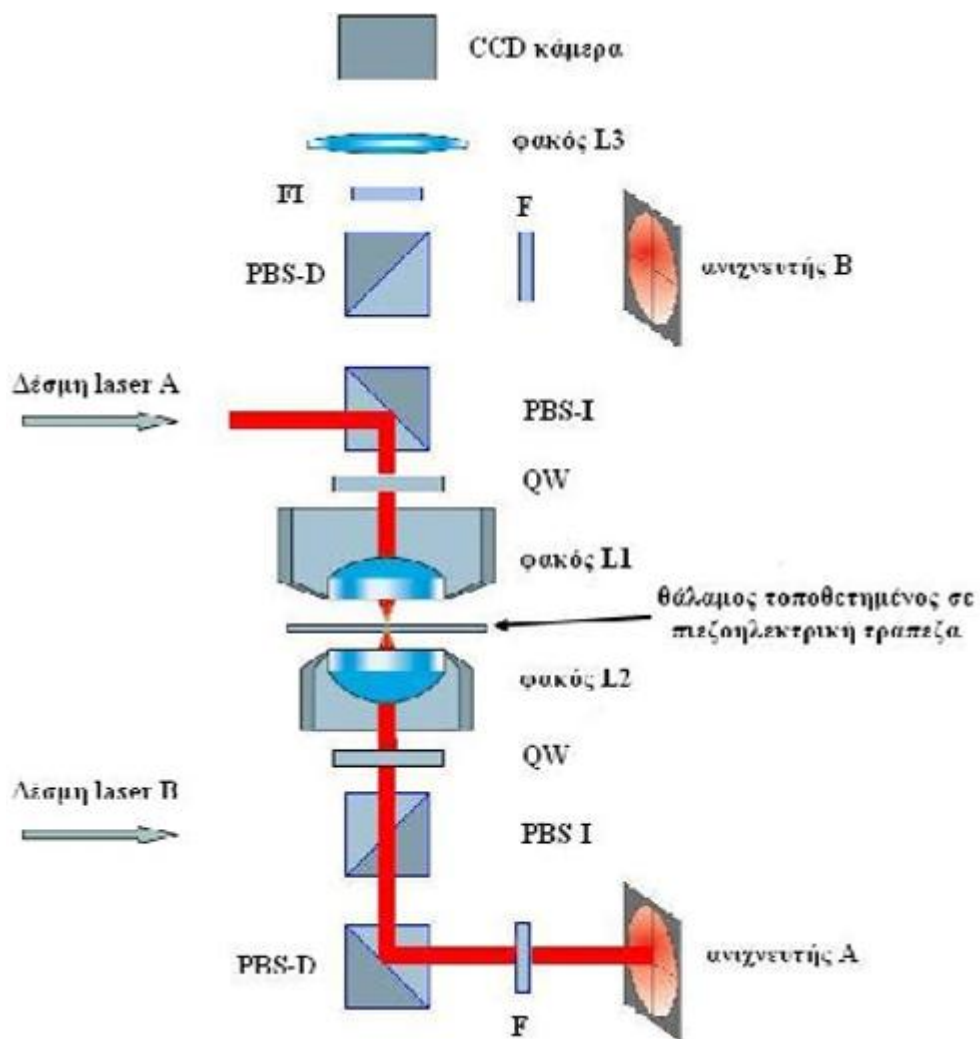 CCD κάμερα
φακός L3
FI
F
PBS-D
ανιχνευτής B
Δέσμη laser A
PBS-I
QW
φακός L1
θάλαμος τοποθετημένος σε
πιεζοηλεκτρική τράπεζα
φακός L2
QW
Δέσμη laser B
PBS I
PBS-D
ανιχνευτής A
F